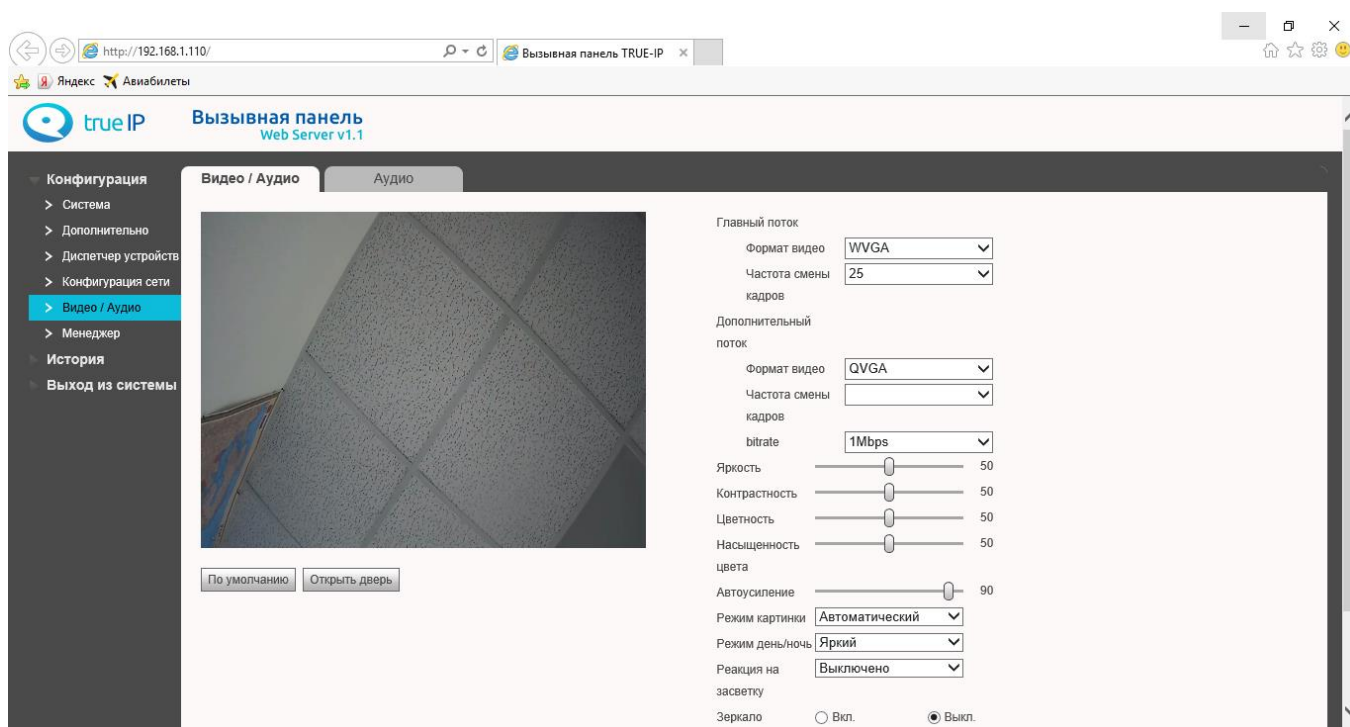 http://192.168.1.110/
Вызывная панель TRUE-IP
Яндекс
Авиабилеты
true IP
Вызывная панель
Web Server v1.1
Конфигурация
Система
Дополнительно
Диспетчер устройств
Конфигурация сети
Видео / Аудио
Менеджер
История
Выход из системы
Видео / Аудио
Аудио
По умолчанию
Открыть дверь
Главный поток
Формат видео WVGA
Частота смены 25
кадров
Дополнительный
поток
Формат видео QVGA
Частота смены
кадров
bitrate 1Mbps
Яркость 50
Контрастность 50
Цветность 50
Насыщенность 50
цвета
Автоусиление 90
Режим картинки Автоматический
Режим день/ночь Яркий
Реакция на Выключено
засветку
Зеркало Вкл. Выкл.